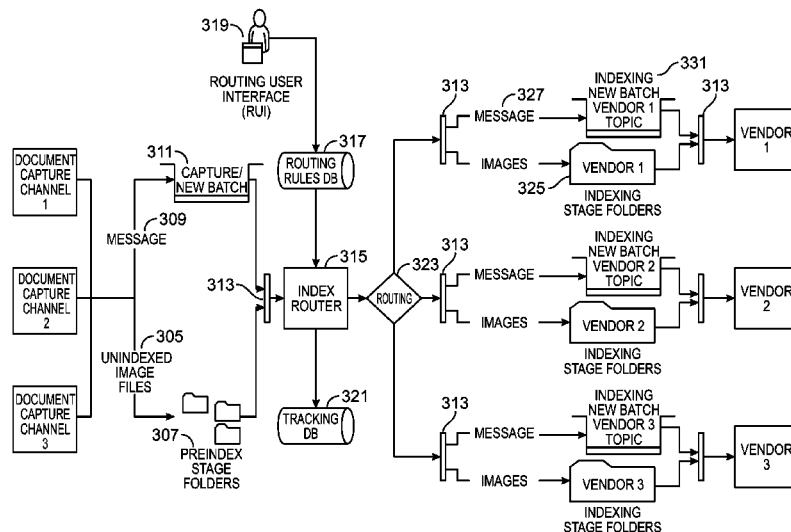 319
ROUTING USER
INTERFACE
(RUI)
DOCUMENT
CAPTURE
CHANNEL
1
DOCUMENT
CAPTURE
CHANNEL
2
DOCUMENT
CAPTURE
CHANNEL
3
311
CAPTURE/
NEW BATCH
309
MESSAGE
305
UNINDEXED
IMAGE
FILES
307
PREINDEX
STAGE
FOLDERS
317
ROUTING
RULES DB
313
315
INDEX
ROUTER
321
TRACKING
DB
323
ROUTING
313
327
MESSAGE
IMAGES
INDEXING
NEW BATCH
VENDOR 1
TOPIC
331
325
VENDOR 1
INDEXING
STAGE FOLDERS
313
VENDOR
1
313
MESSAGE
IMAGES
INDEXING
NEW BATCH
VENDOR 2
TOPIC
VENDOR 2
INDEXING
STAGE FOLDERS
VENDOR
2
313
MESSAGE
IMAGES
INDEXING
NEW BATCH
VENDOR 3
TOPIC
VENDOR 3
INDEXING
STAGE FOLDERS
VENDOR
3